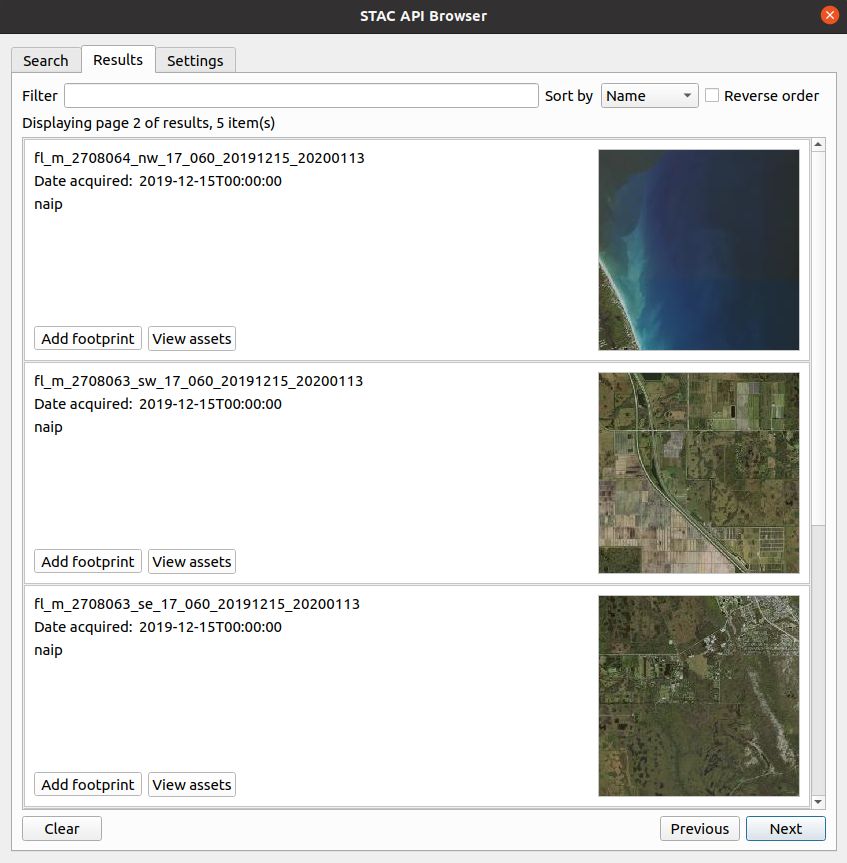 STAC API Browser
Search Results Settings
Filter Sort by Name Reverse order
Displaying page 2 of results, 5 item(s)
fl_m_2708064_nw_17_060_20191215_20200113
Date acquired: 2019-12-15T00:00:00
naip
Add footprint View assets
fl_m_2708063_sw_17_060_20191215_20200113
Date acquired: 2019-12-15T00:00:00
naip
Add footprint View assets
fl_m_2708063_se_17_060_20191215_20200113
Date acquired: 2019-12-15T00:00:00
naip
Add footprint View assets
Clear Previous Next